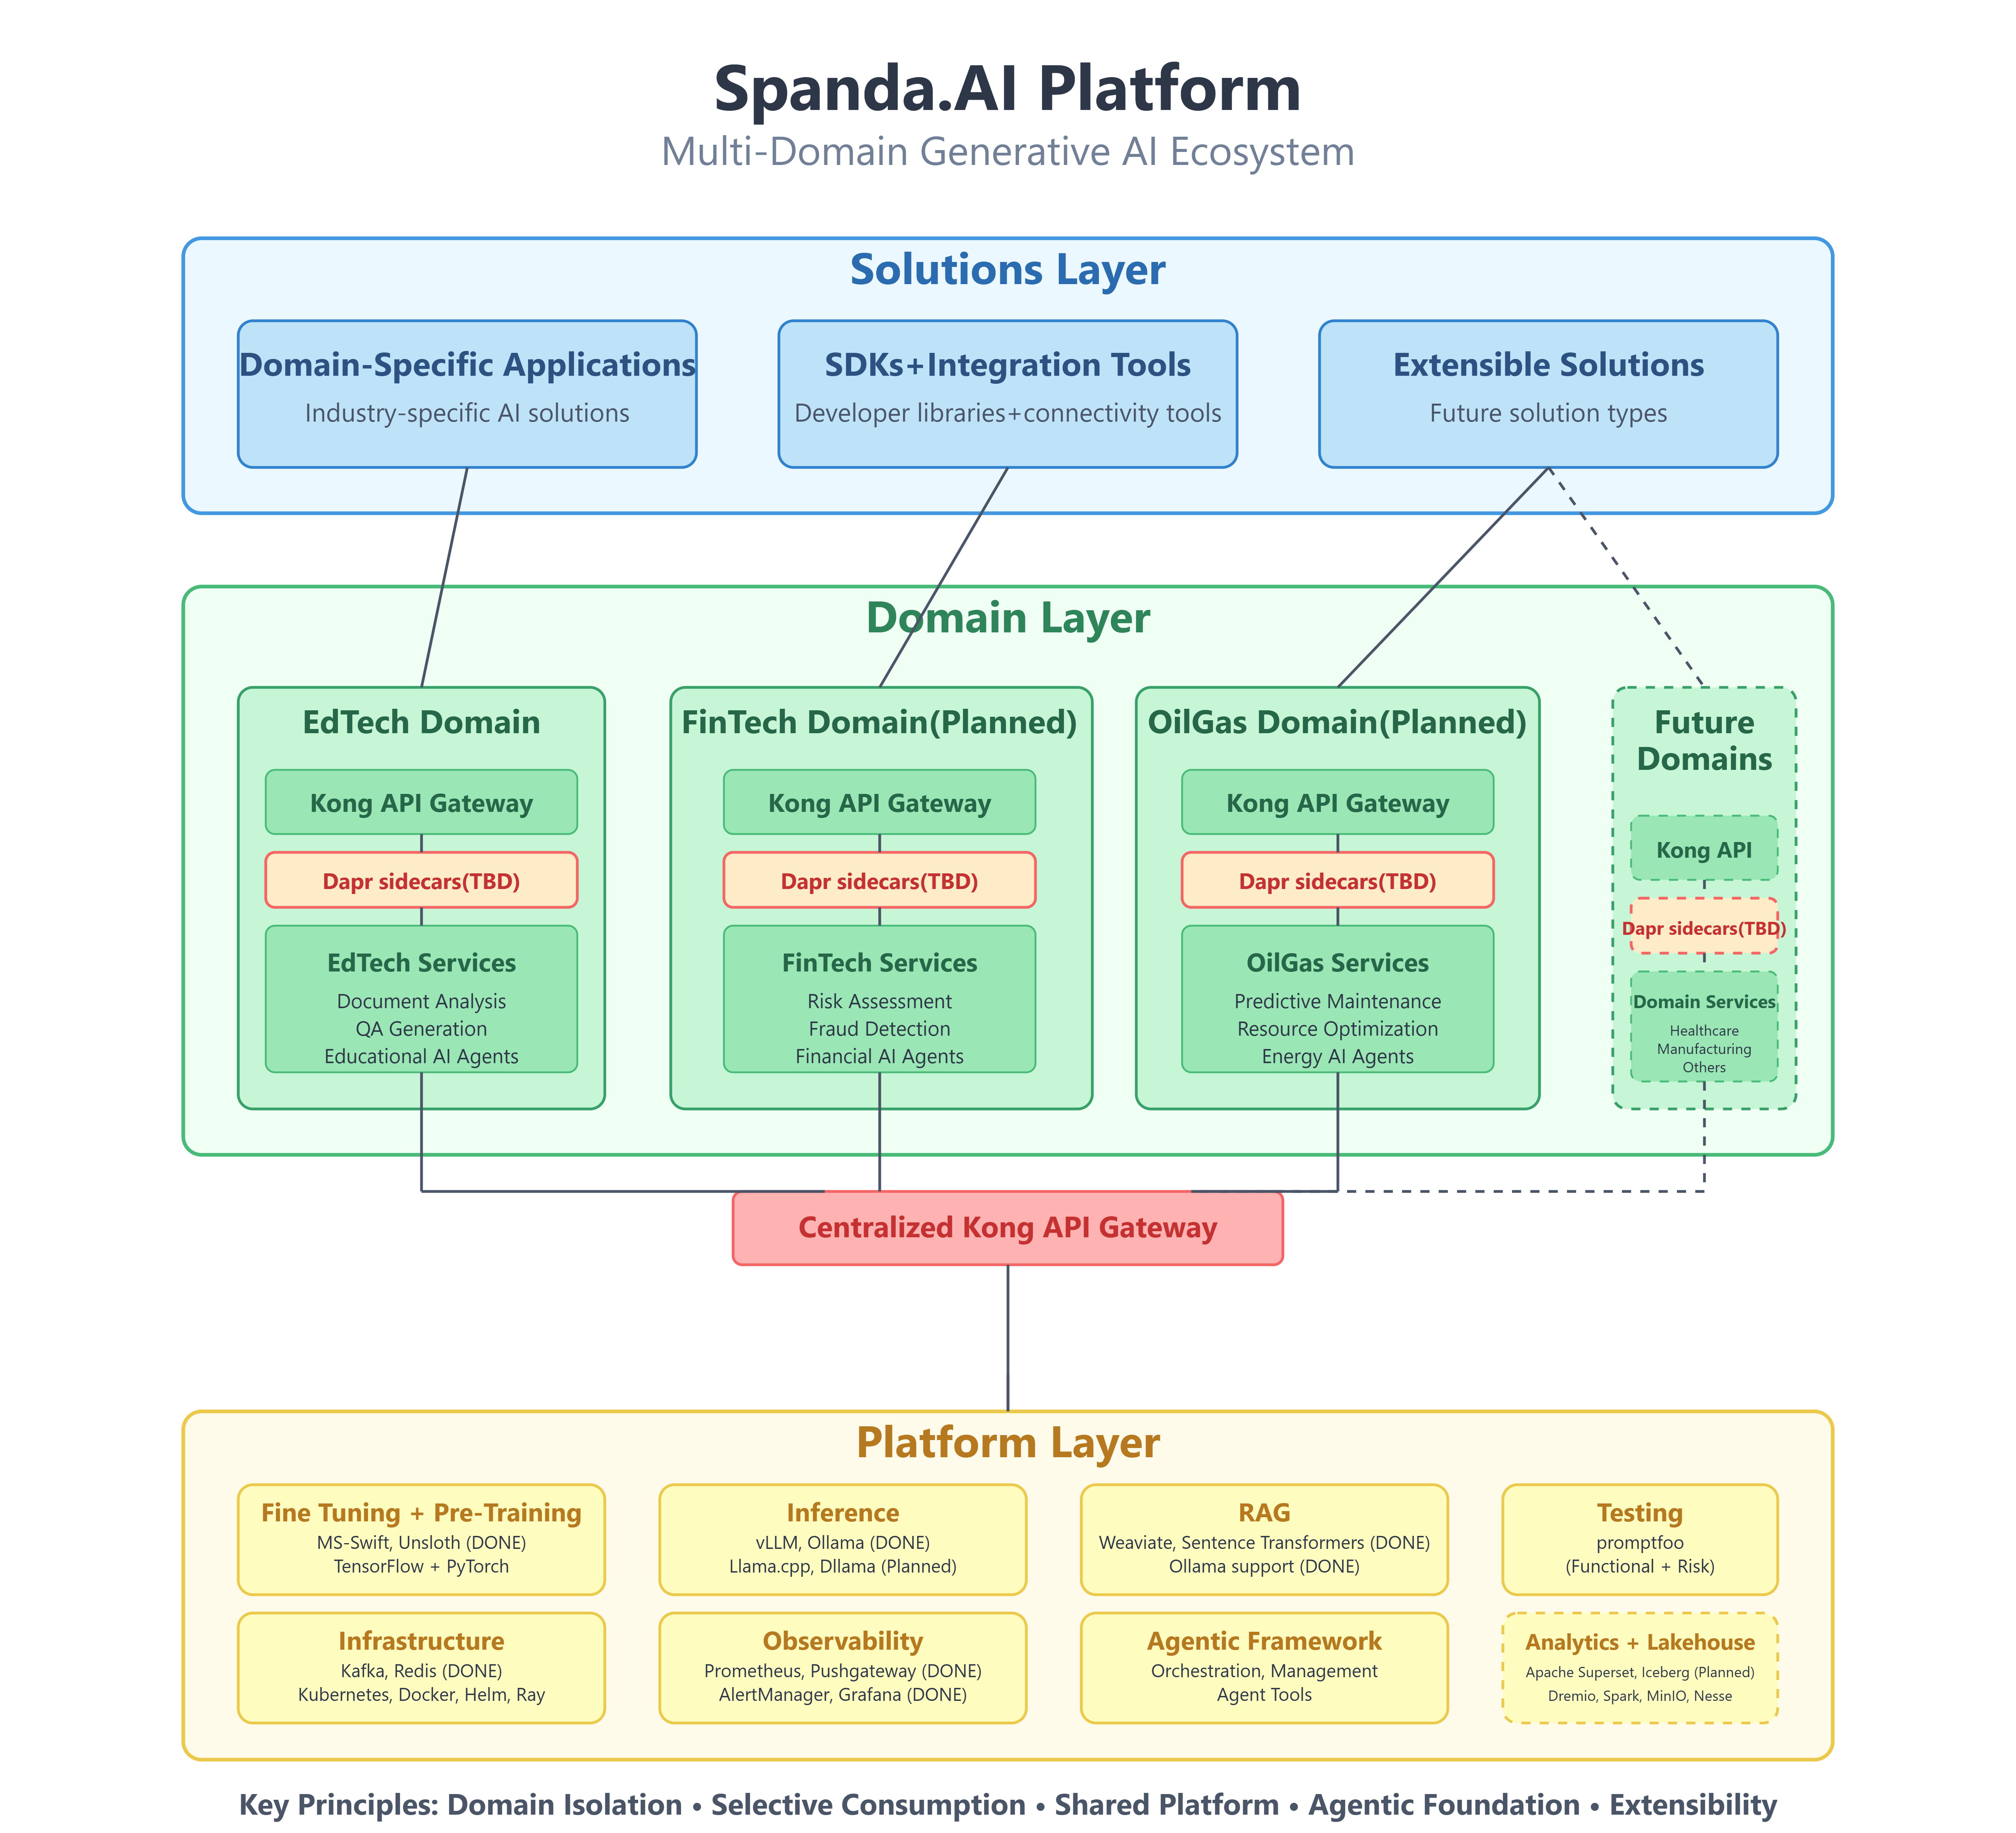 Spanda.AI Platform
Multi-Domain Generative AI Ecosystem
Solutions Layer
Domain-Specific Applications
Industry-specific AI solutions
SDKs+Integration Tools
Developer libraries+connectivity tools
Extensible Solutions
Future solution types
Domain Layer
EdTech Domain
Kong API Gateway
Dapr sidecars(TBD)
EdTech Services
Document Analysis
QA Generation
Educational AI Agents
FinTech Domain(Planned)
Kong API Gateway
Dapr sidecars(TBD)
FinTech Services
Risk Assessment
Fraud Detection
Financial AI Agents
OilGas Domain(Planned)
Kong API Gateway
Dapr sidecars(TBD)
OilGas Services
Predictive Maintenance
Resource Optimization
Energy AI Agents
Future
Domains
Kong API
Dapr sidecars(TBD)
Domain Services
Healthcare
Manufacturing
Others
Centralized Kong API Gateway
Platform Layer
Fine Tuning + Pre-Training
MS-Swift, Unsloth (DONE)
TensorFlow + PyTorch
Inference
vLLM, Ollama (DONE)
Llama.cpp, Dllama (Planned)
RAG
Weaviate, Sentence Transformers (DONE)
Ollama support (DONE)
Testing
promptfoo
(Functional + Risk)
Infrastructure
Kafka, Redis (DONE)
Kubernetes, Docker, Helm, Ray
Observability
Prometheus, Pushgateway (DONE)
AlertManager, Grafana (DONE)
Agentic Framework
Orchestration, Management
Agent Tools
Analytics + Lakehouse
Apache Superset, Iceberg (Planned)
Dremio, Spark, MinIO, Nesse
Key Principles: Domain Isolation • Selective Consumption • Shared Platform • Agentic Foundation • Extensibility